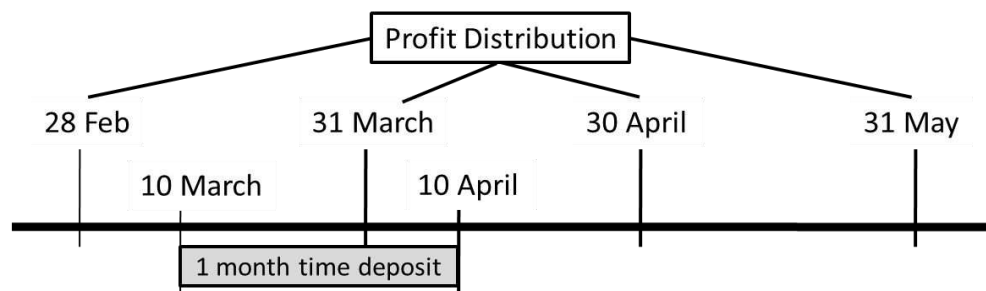 Profit Distribution
28 Feb
31 March
30 April
31 May
10 March
10 April
1 month time deposit